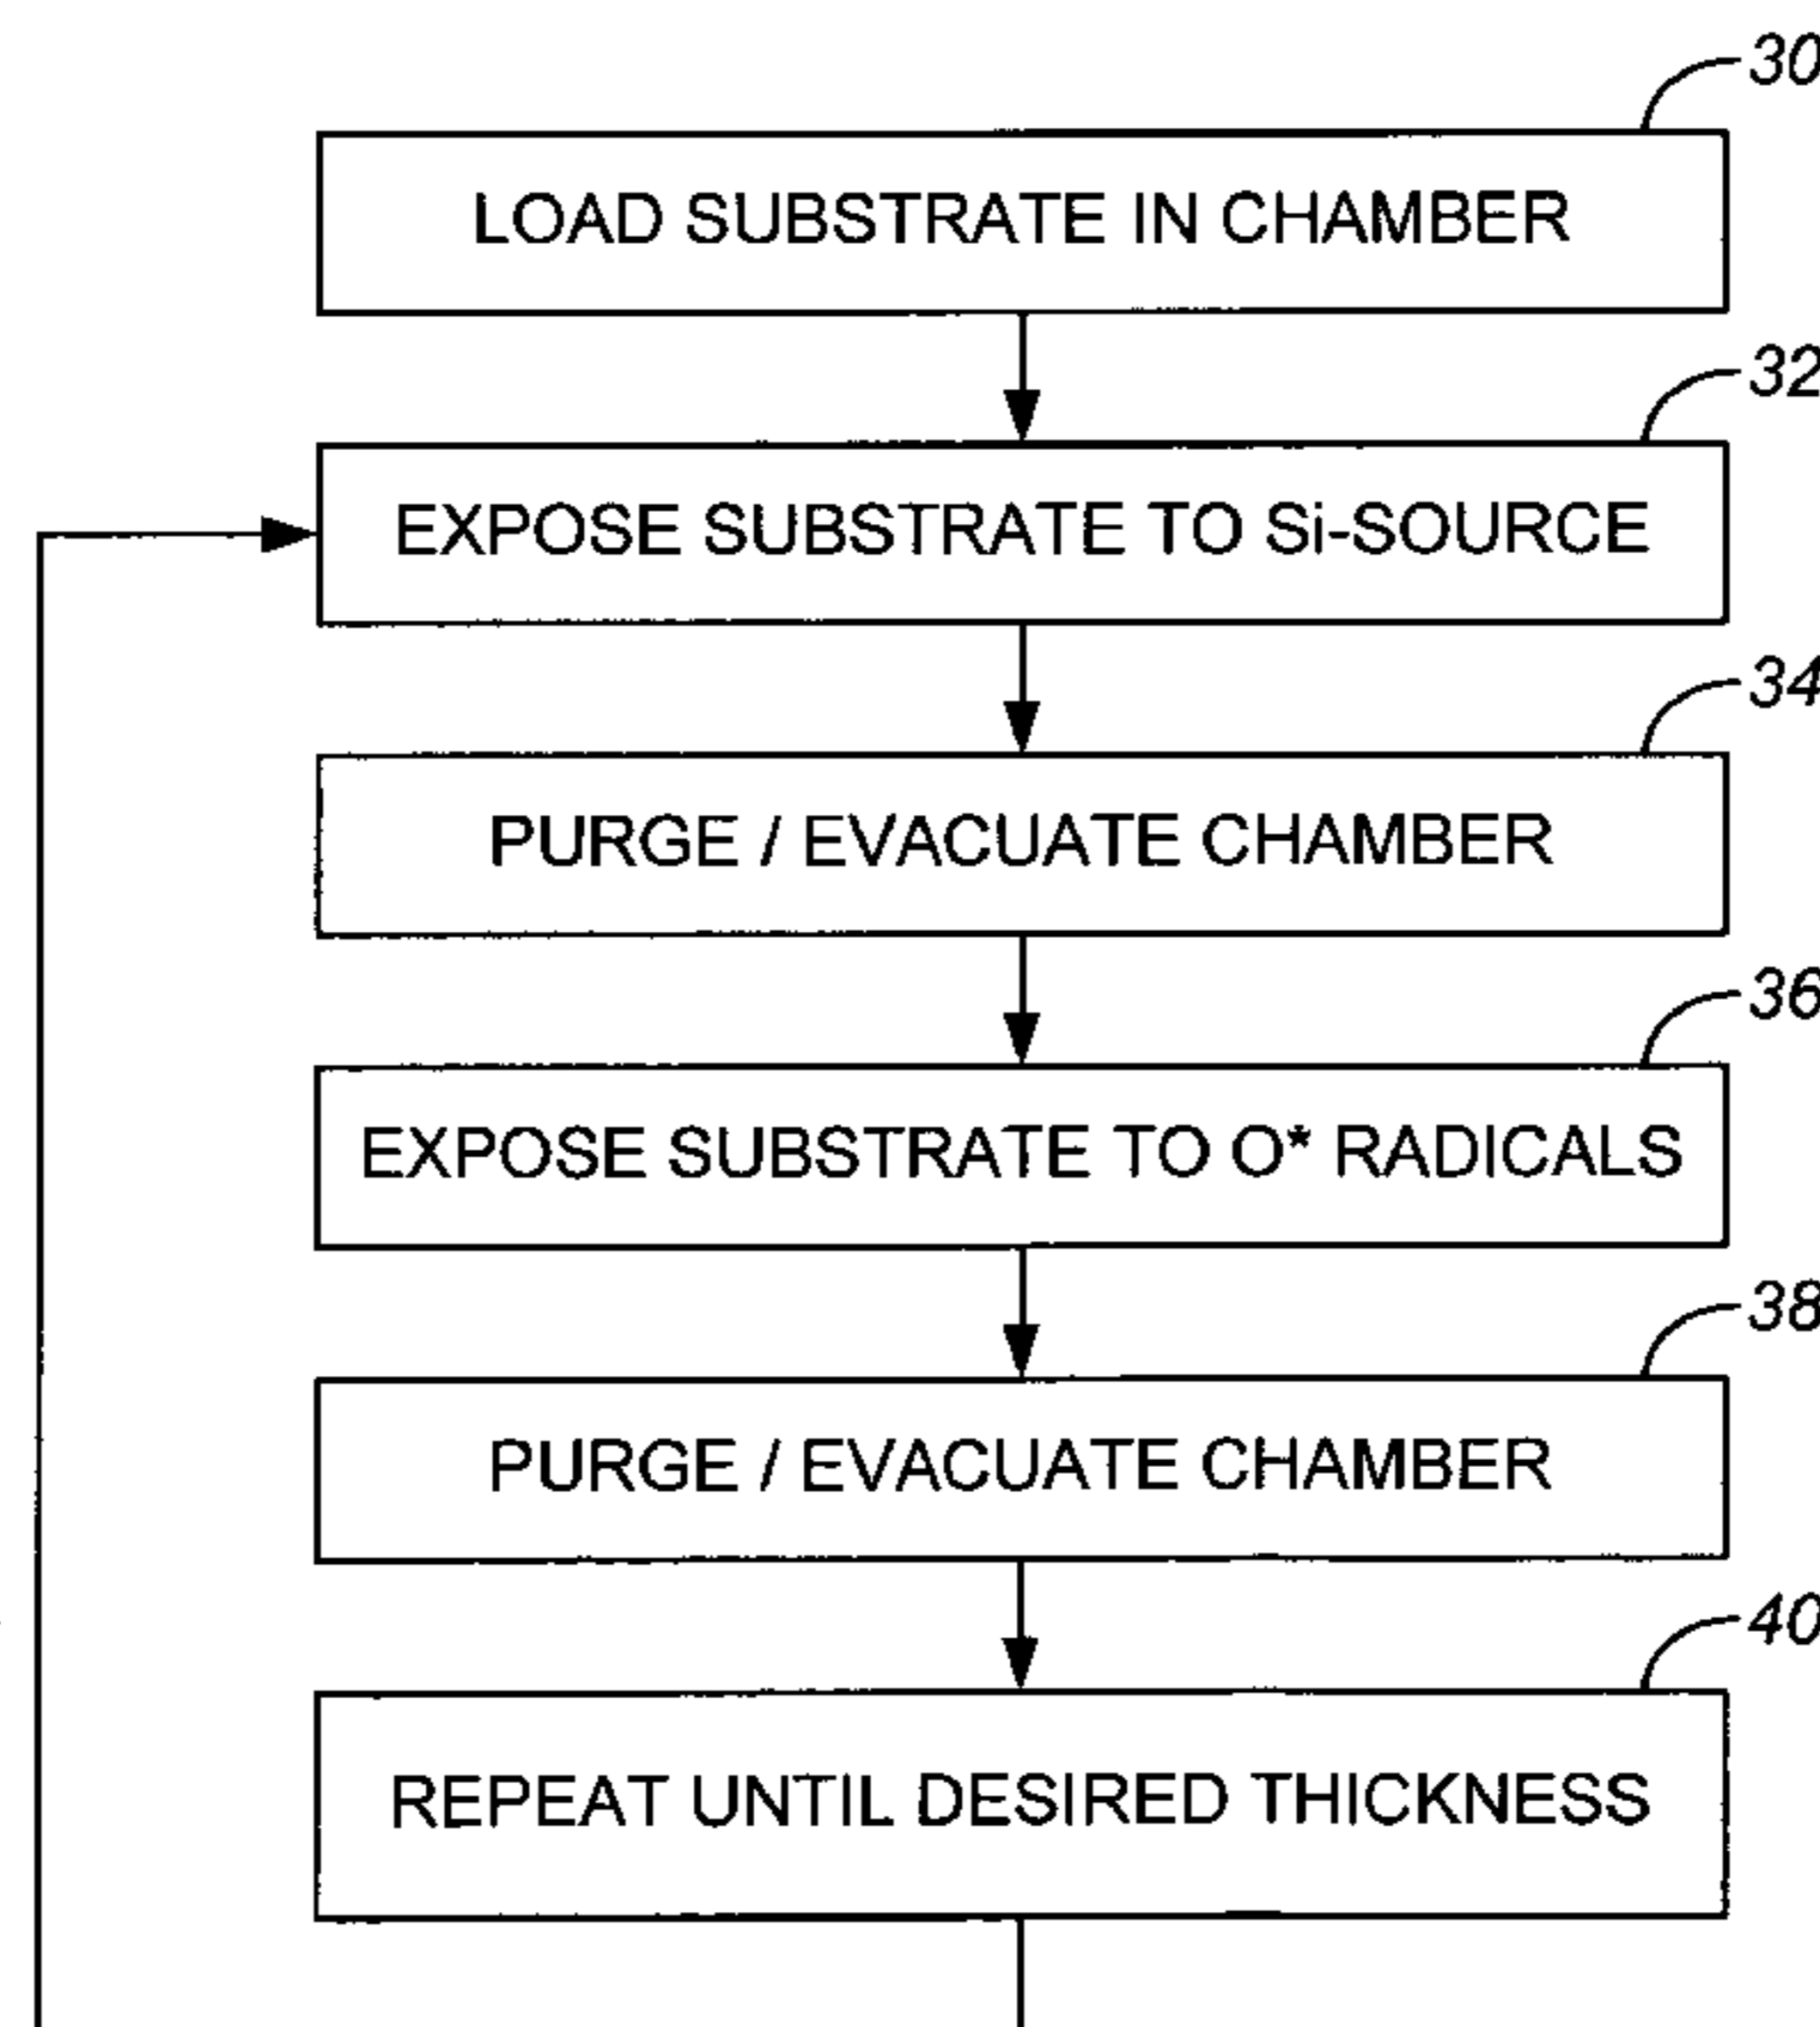 30
LOAD SUBSTRATE IN CHAMBER
32
EXPOSE SUBSTRATE TO Si-SOURCE
34
PURGE / EVACUATE CHAMBER
36
EXPOSE SUBSTRATE TO O* RADICALS
38
PURGE / EVACUATE CHAMBER
40
REPEAT UNTIL DESIRED THICKNESS